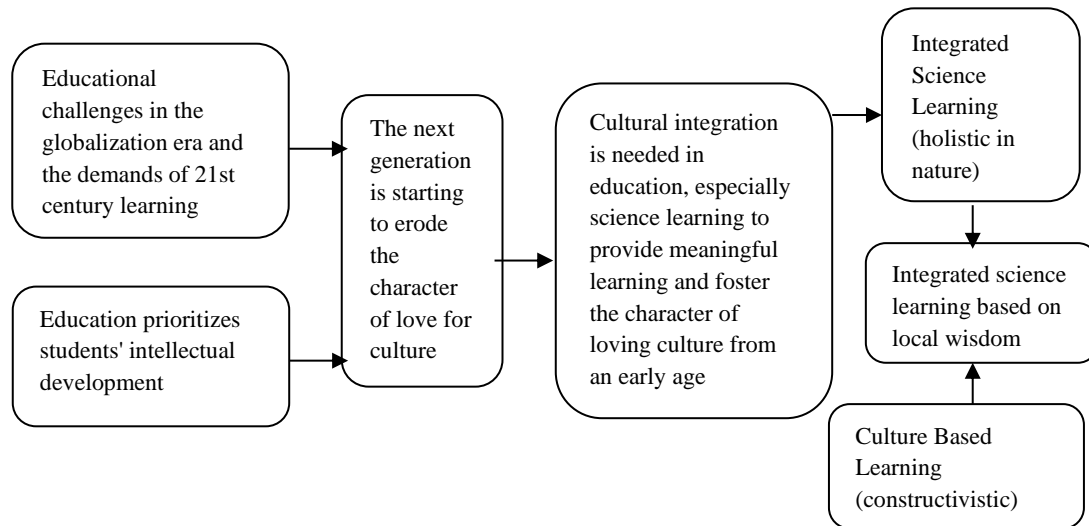 Educational
challenges in the
globalization era and
the demands of 21st
century learning
Education prioritizes
students' intellectual
development
The next
generation
is starting
to erode
the
character
of love for
culture
Cultural integration
is needed in
education, especially
science learning to
provide meaningful
learning and foster
the character of
loving culture from
an early age
Integrated
Science
Learning
(holistic in
nature)
Integrated science
learning based on
local wisdom
Culture Based
Learning
(constructivistic)